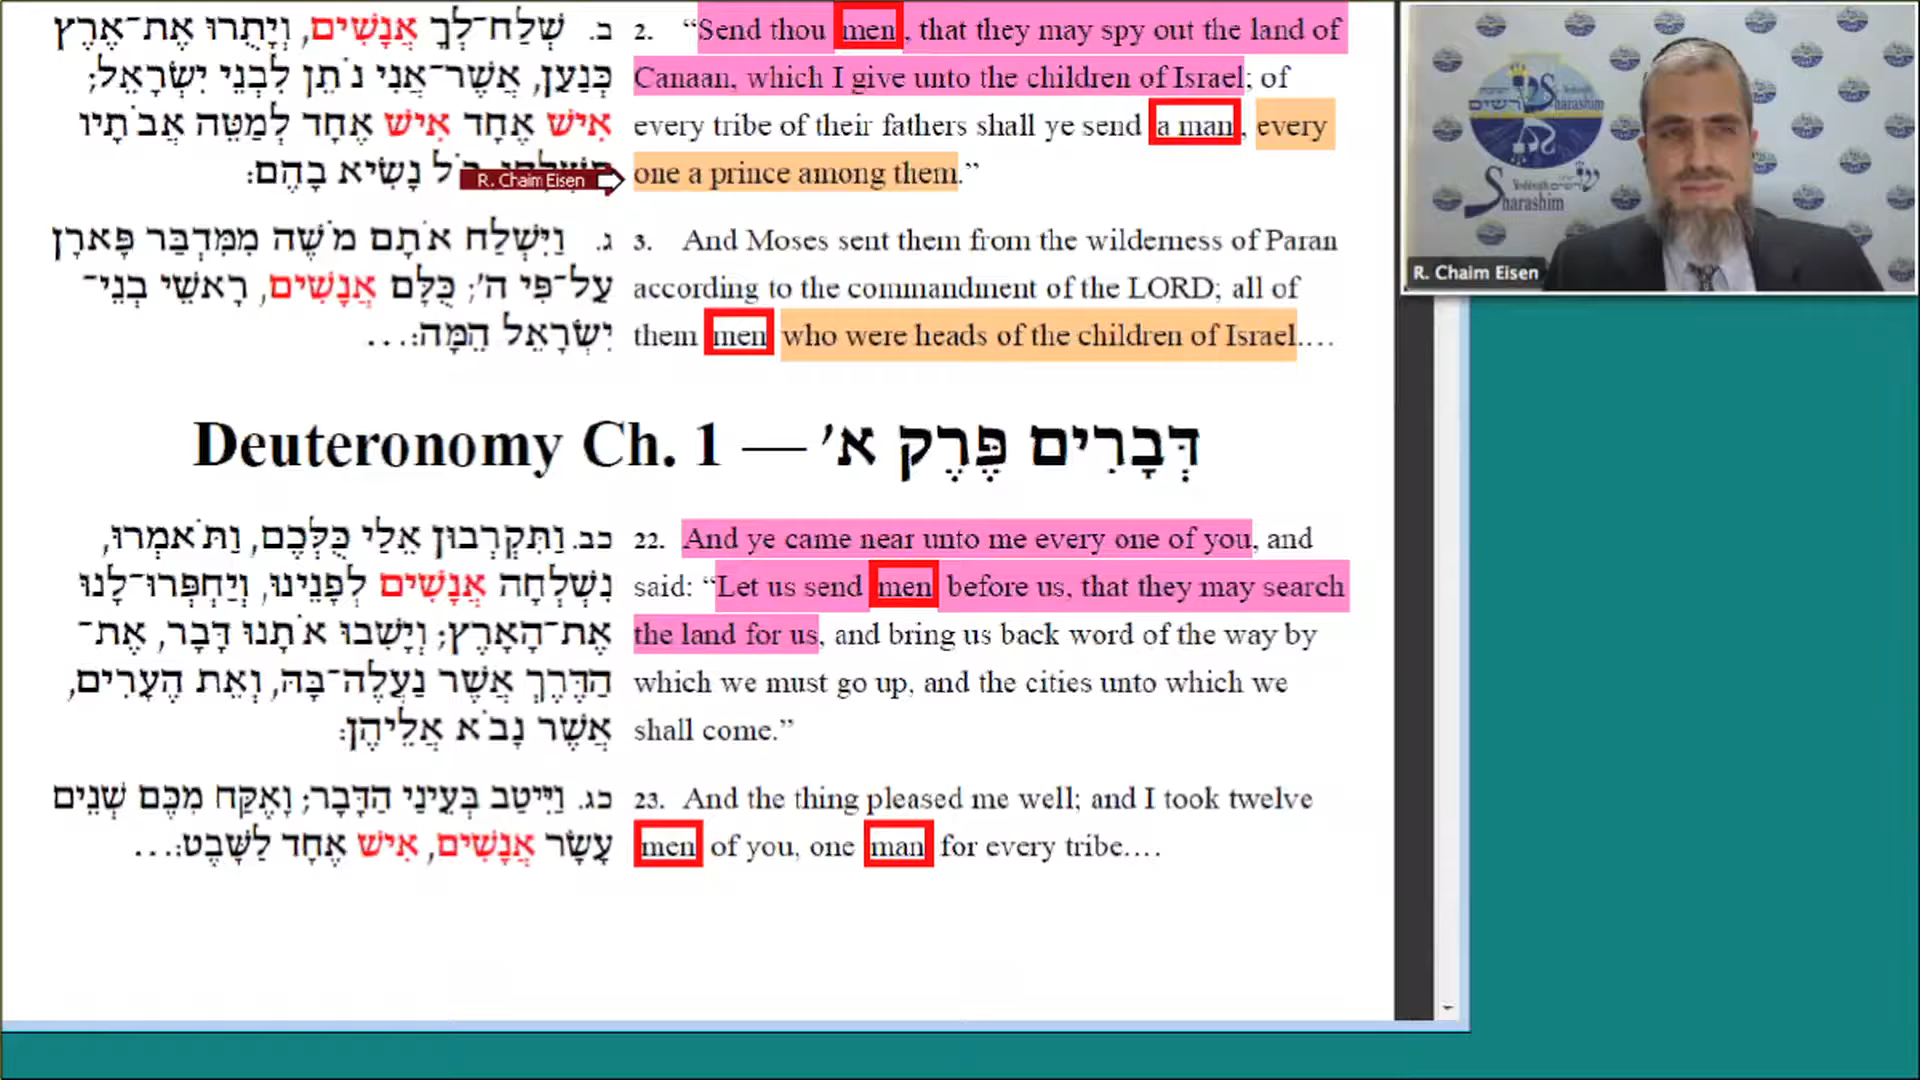 ב. שְׁלַח־לְךָ אֲנָשִׁים, וְיָתֻרוּ אֶת־אֶרֶץ
כְּנַעַן, אֲשֶׁר־אֲנִי נֹתֵן לִבְנֵי יִשְׂרָאֵל;
אִישׁ אֶחָד אִישׁ אֶחָד לְמַטֵּה אֲבֹתָיו
נָשִׂיא בָהֶם:
2. “Send thou men, that they may spy out the land of
Canaan, which I give unto the children of Israel; of
every tribe of their fathers shall ye send a man, every
one a prince among them.”
R. Chaim Eisen
ג. וַיִּשְׁלַח אֹתָם מֹשֶׁה מִמִּדְבַּר פָּארָן
עַל־פִּי ה׳; כֻּלָּם אֲנָשִׁים, רָאשֵׁי בְנֵי־
יִשְׂרָאֵל הֵמָּה:...
3. And Moses sent them from the wilderness of Paran
according to the commandment of the LORD; all of
them men who were heads of the children of Israel....
Deuteronomy Ch. 1 — דְּבָרִים פֶּרֶק א׳
כב. וַתִּקְרְבוּן אֵלַי כֻּלְּכֶם, וַתֹּאמְרוּ,
נִשְׁלְחָה אֲנָשִׁים לְפָנֵינוּ, וְיַחְפְּרוּ־לָנוּ
אֶת־הָאָרֶץ; וְיָשִׁבוּ אֹתָנוּ דָּבָר, אֶת־
הַדֶּרֶךְ אֲשֶׁר נַעֲלֶה־בָּהּ, וְאֵת הֶעָרִים,
אֲשֶׁר נָבֹא אֲלֵיהֶן:
22. And ye came near unto me every one of you, and
said: “Let us send men before us, that they may search
the land for us, and bring us back word of the way by
which we must go up, and the cities unto which we
shall come.”
כג. וַיִּיטַב בְּעֵינַי הַדָּבָר; וָאֶקַּח מִכֶּם שְׁנֵים
עָשָׂר אֲנָשִׁים, אִישׁ אֶחָד לַשָּׁבֶט:...
23. And the thing pleased me well; and I took twelve
men of you, one man for every tribe....
Sharashim
Yeshivath
Sharashim
R. Chaim Eisen